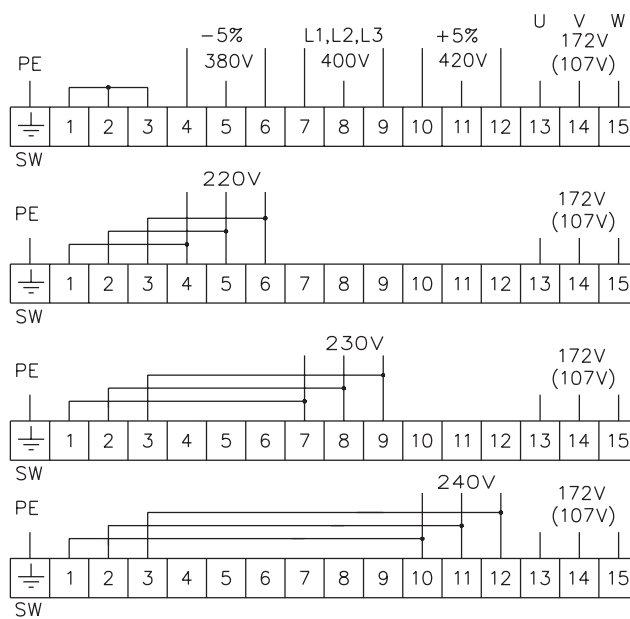 U V W
-5% L1,L2,L3 +5% 172V
PE 380V 400V 420V (107V)
1 2 3 4 5 6 7 8 9 10 11 12 13 14 15
SW
220V 172V
PE (107V)
1 2 3 4 5 6 7 8 9 10 11 12 13 14 15
SW
230V 172V
PE (107V)
1 2 3 4 5 6 7 8 9 10 11 12 13 14 15
SW
240V 172V
PE (107V)
1 2 3 4 5 6 7 8 9 10 11 12 13 14 15
SW